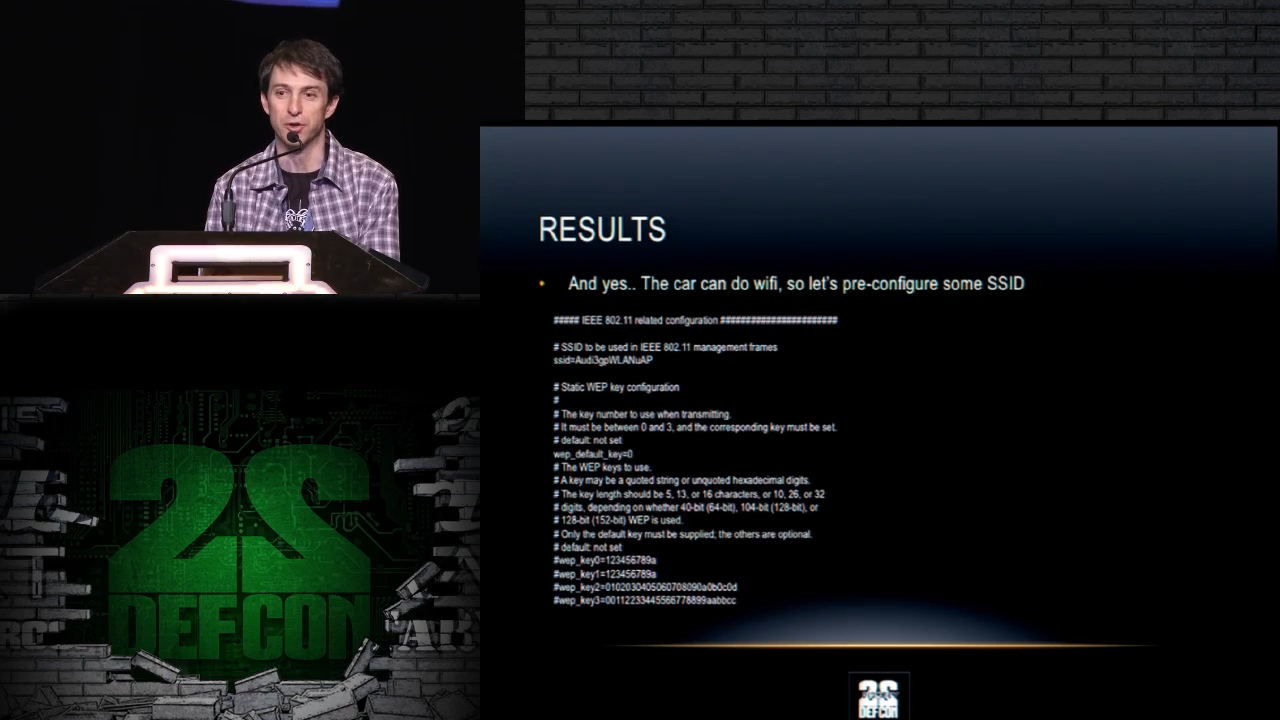 RESULTS
• And yes.. The car can do wifi, so let's pre-configure some SSID
##### IEEE 802.11 related configuration #######################
# SSID to be used in IEEE 802.11 management frames
ssid=Audi3gpWLANuAP
# Static WEP key configuration
#
# The key number to use when transmitting.
# It must be between 0 and 3, and the corresponding key must be set.
# default: not set
wep_default_key=0
# The WEP keys to use.
# A key may be a quoted string or unquoted hexadecimal digits.
# The key length should be 5, 13, or 16 characters, or 10, 26, or 32
# digits, depending on whether 40-bit (64-bit), 104-bit (128-bit), or
# 128-bit (152-bit) WEP is used.
# Only the default key must be supplied; the others are optional.
# default: not set
#wep_key0=123456789a
#wep_key1=123456789a
#wep_key2=0102030405060708090a0b0c0d
#wep_key3=00112233445566778899aabbcc
22
DEFCON
DEFCON